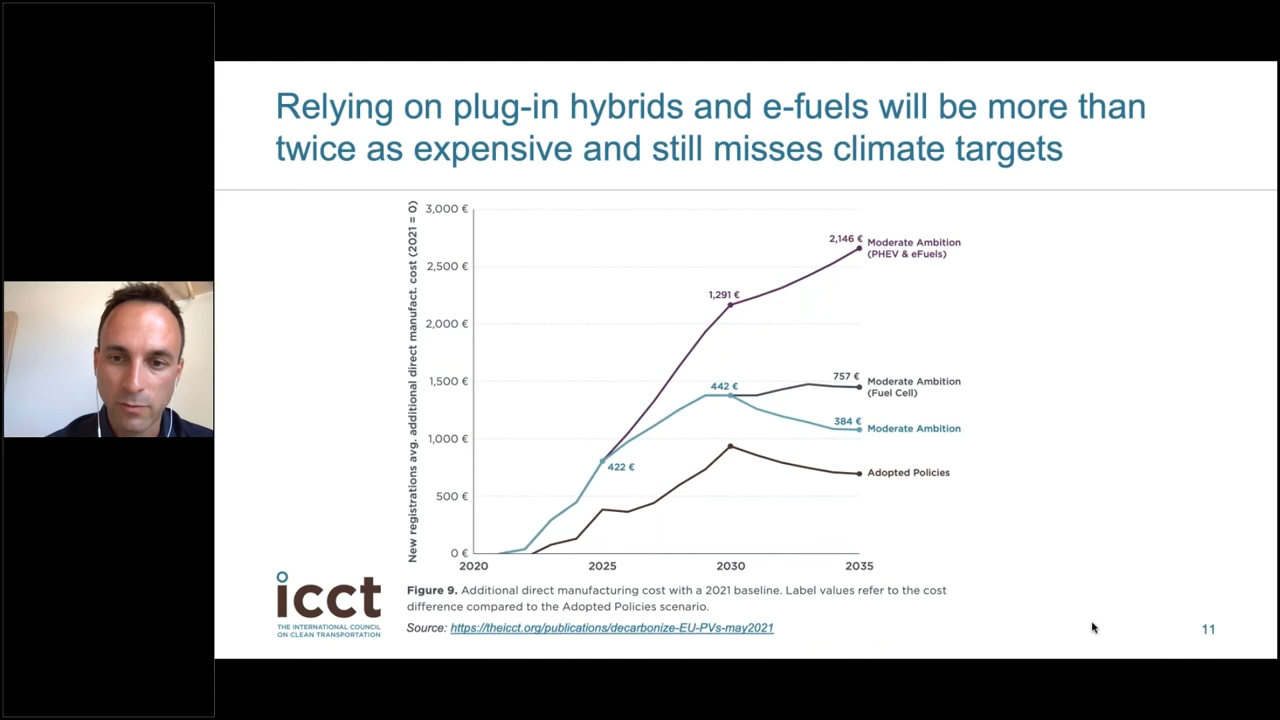 Relying on plug-in hybrids and e-fuels will be more than
twice as expensive and still misses climate targets
New registrations avg. additional direct manufact. cost (2021 = 0)
3,000 €
2,500 €
2,000 €
1,500 €
1,000 €
500 €
0 €
2020
2025
2030
2035
422 €
442 €
1,291 €
2,146 €
757 €
384 €
Moderate Ambition
(PHEV & eFuels)
Moderate Ambition
(Fuel Cell)
Moderate Ambition
Adopted Policies
Figure 9. Additional direct manufacturing cost with a 2021 baseline. Label values refer to the cost
difference compared to the Adopted Policies scenario.
Source: https://theicct.org/publications/decarbonize-EU-PVs-may2021
icct
THE INTERNATIONAL COUNCIL
ON CLEAN TRANSPORTATION
11